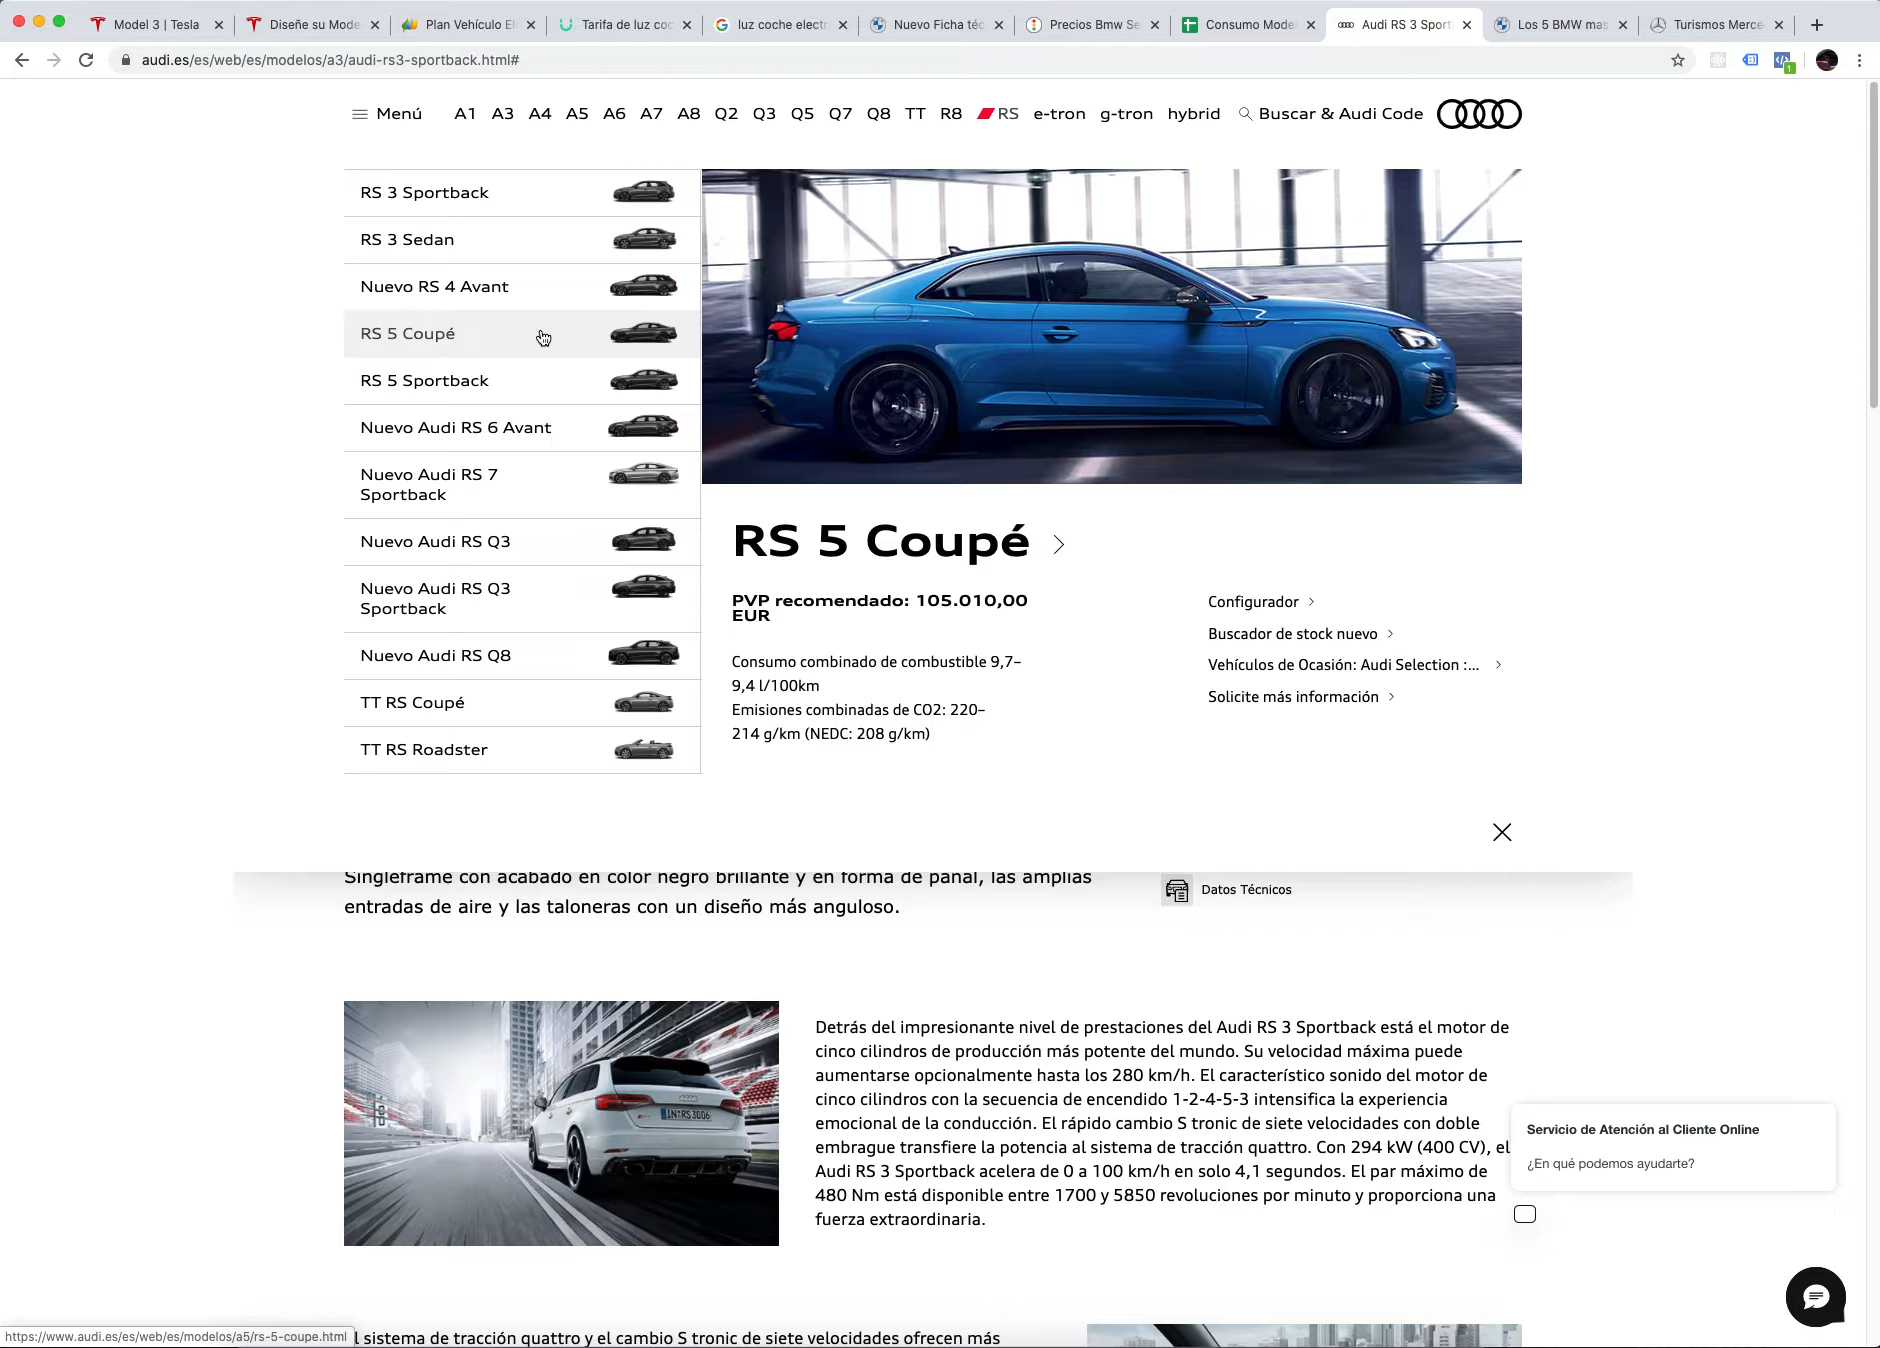 Model 3 | Tesla
Diseñe su Mode
Plan Vehículo El
Tarifa de luz coc
luz coche electr
Nuevo Ficha téc
Precios Bmw Se
Consumo Model
Audi RS 3 Sport
Los 5 BMW mas
Turismos Merce
audi.es/es/web/es/modelos/a3/audi-rs3-sportback.html#
1
Menú A1 A3 A4 A5 A6 A7 A8 Q2 Q3 Q5 Q7 Q8 TT R8 RS e-tron g-tron hybrid Buscar & Audi Code
RS 3 Sportback
RS 3 Sedan
Nuevo RS 4 Avant
RS 5 Coupé
RS 5 Sportback
Nuevo Audi RS 6 Avant
Nuevo Audi RS 7
Sportback
Nuevo Audi RS Q3
Nuevo Audi RS Q3
Sportback
Nuevo Audi RS Q8
TT RS Coupé
TT RS Roadster
RS 5 Coupé
PVP recomendado: 105.010,00
EUR
Consumo combinado de combustible 9,7–
9,4 l/100km
Emisiones combinadas de CO2: 220–
214 g/km (NEDC: 208 g/km)
Configurador
Buscador de stock nuevo
Vehículos de Ocasión: Audi Selection :...
Solicite más información
Singleframe con acabado en color negro brillante y en forma de panal, las amplias
entradas de aire y las taloneras con un diseño más anguloso.
Datos Técnicos
IN·RS 3006
Detrás del impresionante nivel de prestaciones del Audi RS 3 Sportback está el motor de
cinco cilindros de producción más potente del mundo. Su velocidad máxima puede
aumentarse opcionalmente hasta los 280 km/h. El característico sonido del motor de
cinco cilindros con la secuencia de encendido 1-2-4-5-3 intensifica la experiencia
emocional de la conducción. El rápido cambio S tronic de siete velocidades con doble
embrague transfiere la potencia al sistema de tracción quattro. Con 294 kW (400 CV), el
Audi RS 3 Sportback acelera de 0 a 100 km/h en solo 4,1 segundos. El par máximo de
480 Nm está disponible entre 1700 y 5850 revoluciones por minuto y proporciona una
fuerza extraordinaria.
Servicio de Atención al Cliente Online
¿En qué podemos ayudarte?
https://www.audi.es/es/web/es/modelos/a5/rs-5-coupe.html
l sistema de tracción quattro y el cambio S tronic de siete velocidades ofrecen más